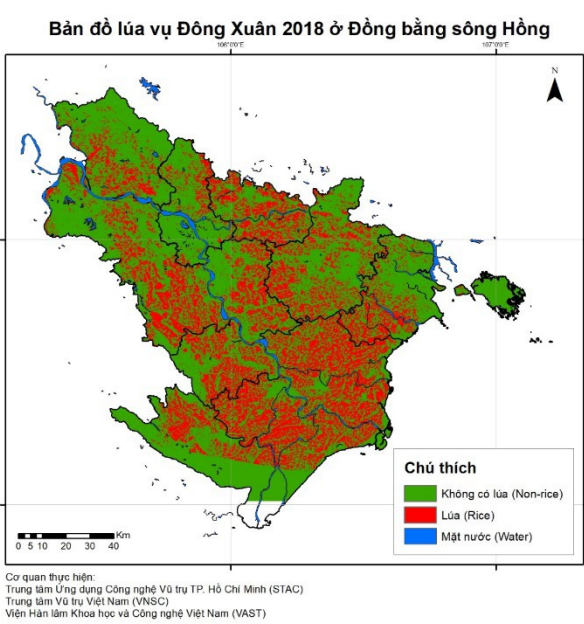 Bản đồ lúa vụ Đông Xuân 2018 ở Đồng bằng sông Hồng
106°0'0"E 107°0'0"E
N
Chú thích
Không có lúa (Non-rice)
Lúa (Rice)
Mặt nước (Water)
Km
0 5 10 20 30 40
Cơ quan thực hiện:
Trung tâm Ứng dụng Công nghệ Vũ trụ TP. Hồ Chí Minh (STAC)
Trung tâm Vũ trụ Việt Nam (VNSC)
Viện Hàn lâm Khoa học và Công nghệ Việt Nam (VAST)